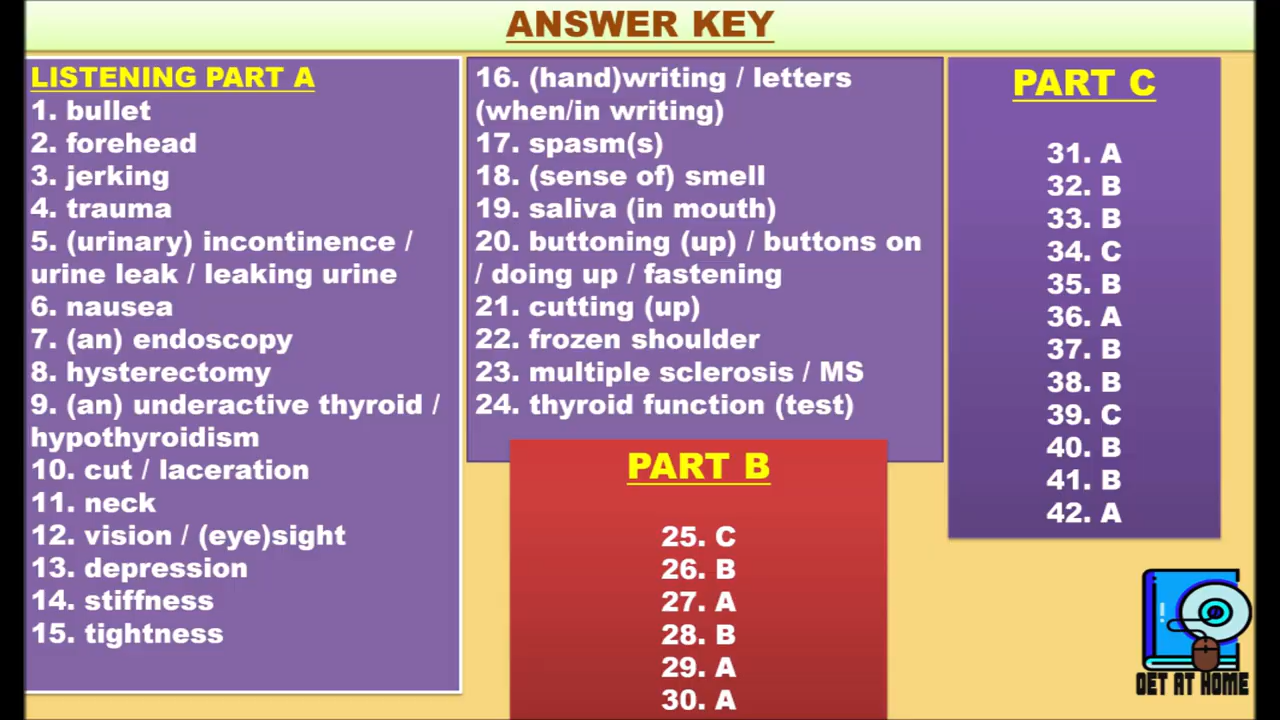 ANSWER KEY
LISTENING PART A
1. bullet
2. forehead
3. jerking
4. trauma
5. (urinary) incontinence /
urine leak / leaking urine
6. nausea
7. (an) endoscopy
8. hysterectomy
9. (an) underactive thyroid /
hypothyroidism
10. cut / laceration
11. neck
12. vision / (eye)sight
13. depression
14. stiffness
15. tightness
16. (hand)writing / letters
(when/in writing)
17. spasm(s)
18. (sense of) smell
19. saliva (in mouth)
20. buttoning (up) / buttons on
/ doing up / fastening
21. cutting (up)
22. frozen shoulder
23. multiple sclerosis / MS
24. thyroid function (test)
PART B
25. C
26. B
27. A
28. B
29. A
30. A
PART C
31. A
32. B
33. B
34. C
35. B
36. A
37. B
38. B
39. C
40. B
41. B
42. A
OET AT HOME